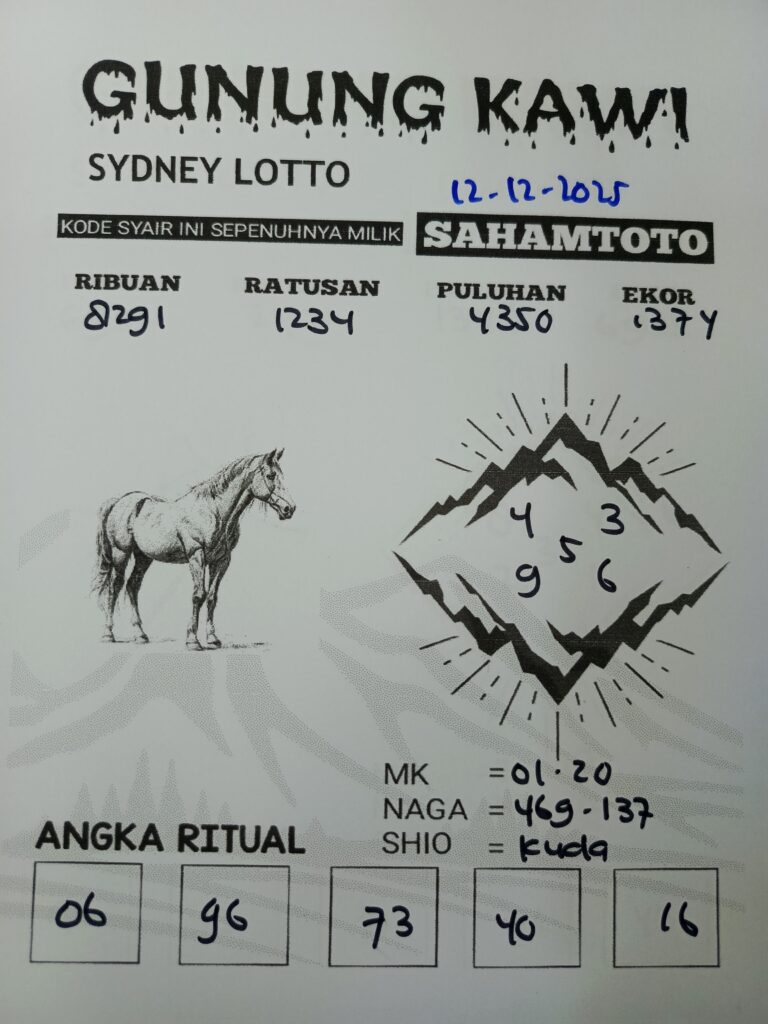 GUNUNG KAWI
SYDNEY LOTTO
12-12-2025
KODE SYAIR INI SEPENUHNYA MILIK SAHAMTOTO
RIBUAN RATUSAN PULUHAN EKOR
8291 1234 4350 1374
4 3
5
9 6
MK = 01.20
NAGA = 469-137
SHIO = kuda
ANGKA RITUAL
06 96 73 40 16